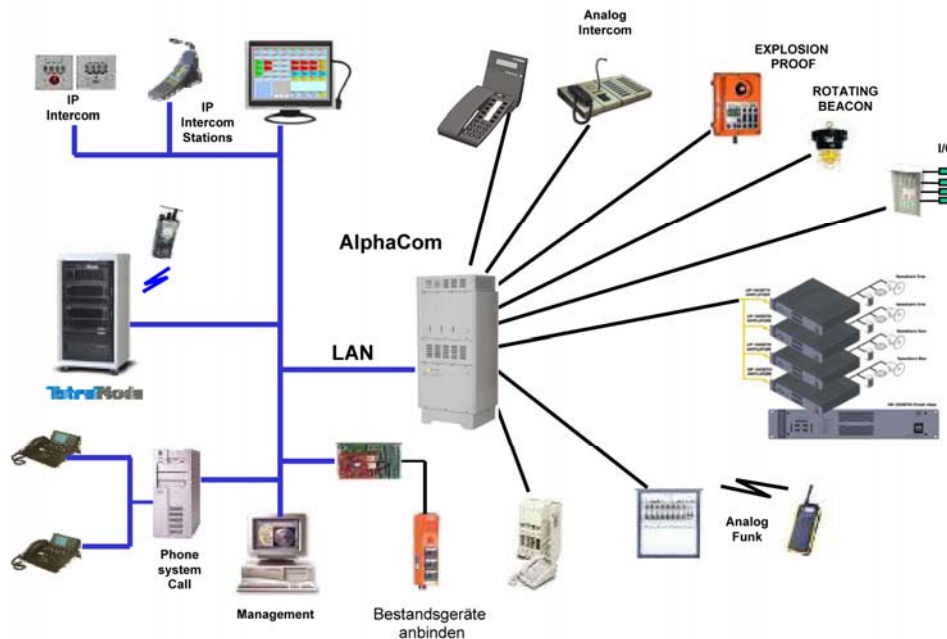 Analog
Intercom
EXPLOSION
PROOF
ROTATING
BEACON
IP
Intercom
IP
Intercom
Stations
AlphaCom
LAN
TetraNode
Analog
Funk
Phone
system
Call
Management
Bestandsgeräte
anbinden